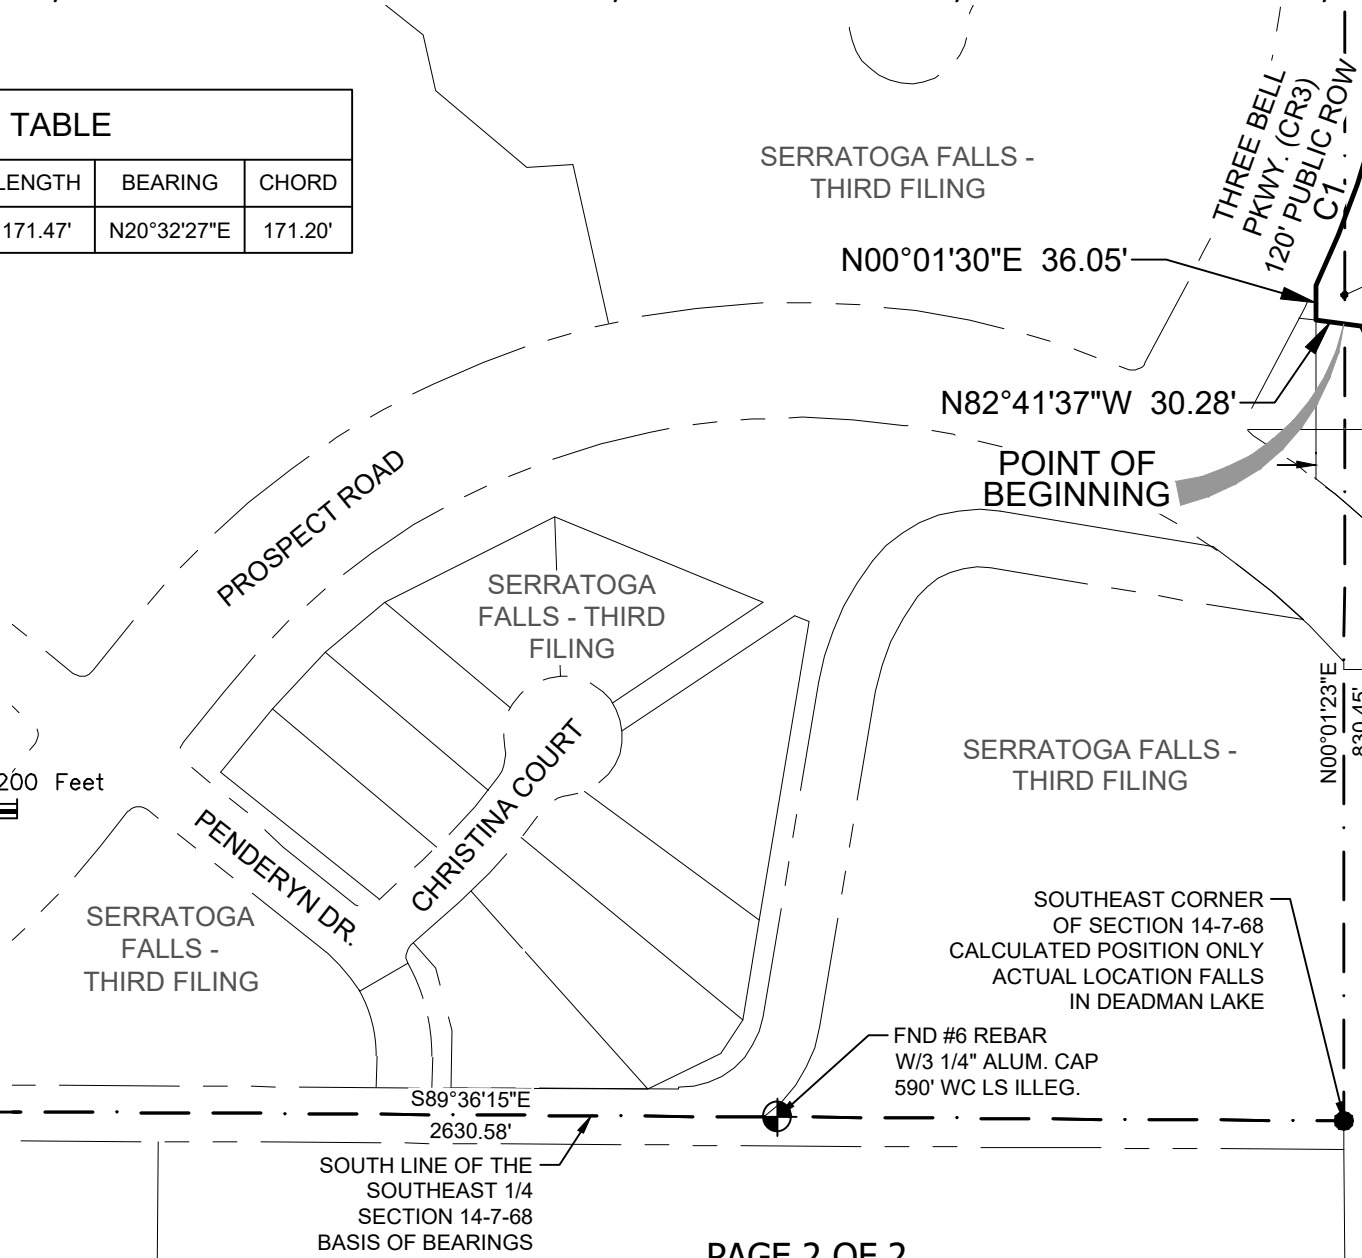 TABLE
LENGTH BEARING CHORD
171.47' N20°32'27"E 171.20'
SERRATOGA FALLS -
THIRD FILING
THREE BELL
PKWY. (CR3)
120' PUBLIC ROW
C1
N00°01'30"E 36.05'
N82°41'37"W 30.28'
POINT OF
BEGINNING
PROSPECT ROAD
SERRATOGA
FALLS - THIRD
FILING
CHRISTINA COURT
PENDERYN DR.
200 Feet
SERRATOGA
FALLS -
THIRD FILING
SERRATOGA FALLS -
THIRD FILING
N00°01'23"E
830.45'
SOUTHEAST CORNER
OF SECTION 14-7-68
CALCULATED POSITION ONLY
ACTUAL LOCATION FALLS
IN DEADMAN LAKE
FND #6 REBAR
W/3 1/4" ALUM. CAP
590' WC LS ILLEG.
S89°36'15"E
2630.58'
SOUTH LINE OF THE
SOUTHEAST 1/4
SECTION 14-7-68
BASIS OF BEARINGS
PAGE 2 OF 2